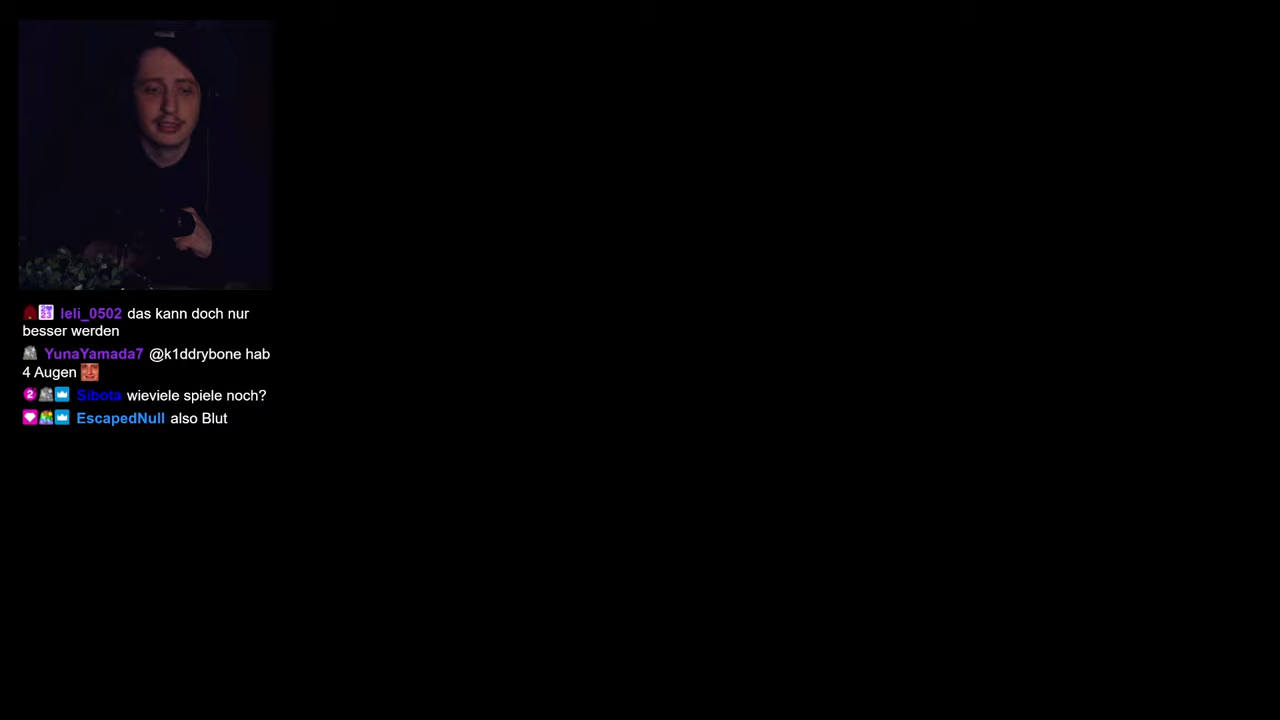 leli_0502 das kann doch nur
besser werden
YunaYamada7 @k1ddrybone hab
4 Augen
2 Sibota wieviele spiele noch?
EscapedNull also Blut